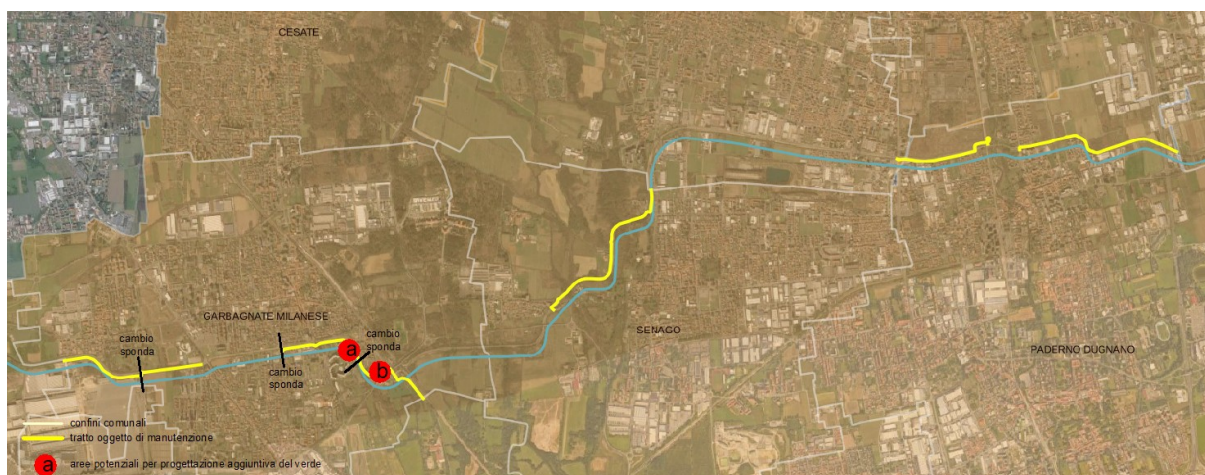 CESATE
GARBAGNATE MILANESE
cambio
sponda
cambio
sponda
cambio
sponda
a
b
SENAGO
PADERNO DUGNANO
confini comunali
tratto oggetto di manutenzione
a aree potenziali per progettazione aggiuntiva del verde